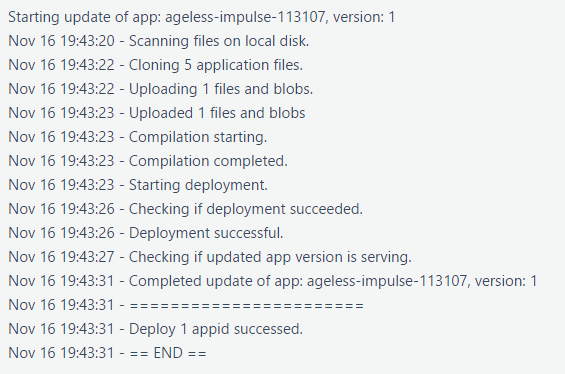 Starting update of app: ageless-impulse-113107, version: 1
Nov 16 19:43:20 - Scanning files on local disk.
Nov 16 19:43:22 - Cloning 5 application files.
Nov 16 19:43:22 - Uploading 1 files and blobs.
Nov 16 19:43:23 - Uploaded 1 files and blobs
Nov 16 19:43:23 - Compilation starting.
Nov 16 19:43:23 - Compilation completed.
Nov 16 19:43:23 - Starting deployment.
Nov 16 19:43:26 - Checking if deployment succeeded.
Nov 16 19:43:26 - Deployment successful.
Nov 16 19:43:27 - Checking if updated app version is serving.
Nov 16 19:43:31 - Completed update of app: ageless-impulse-113107, version: 1
Nov 16 19:43:31 - =======================
Nov 16 19:43:31 - Deploy 1 appid successed.
Nov 16 19:43:31 - == END ==